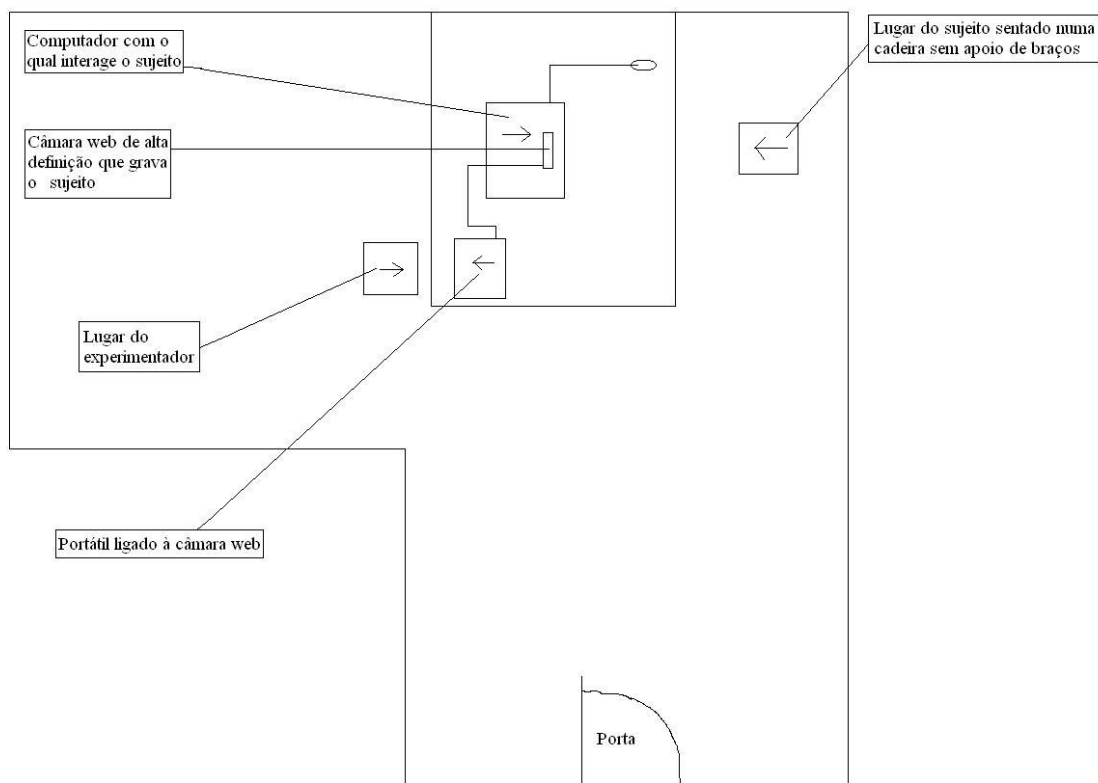 Computador com o
qual interage o sujeito
Lugar do sujeito sentado numa
cadeira sem apoio de braços
Câmara web de alta
definição que grava
o sujeito
Lugar do
experimentador
Portátil ligado à câmara web
Porta